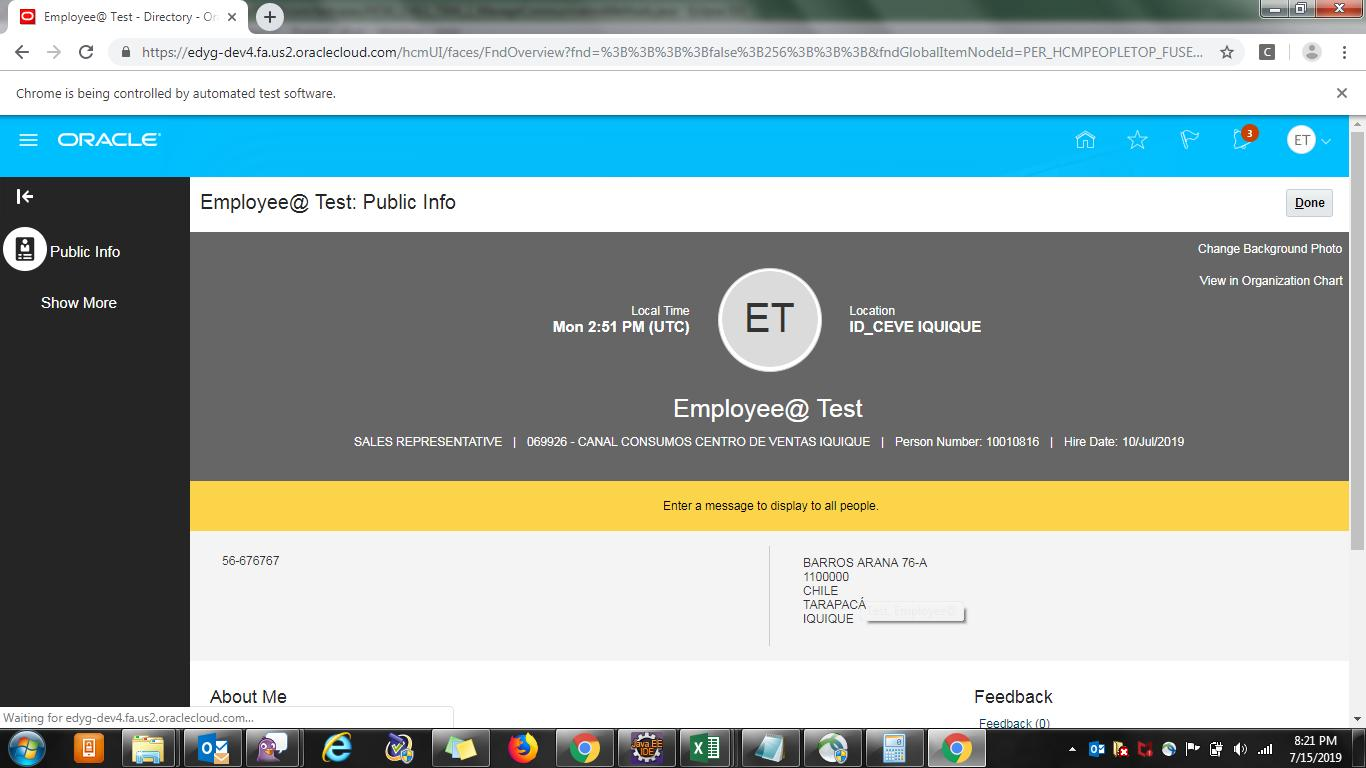 Employee@ Test - Directory - Or
https://edyg-dev4.fa.us2.oraclecloud.com/hcmUI/faces/FndOverview?fnd=%3B%3B%3B%3Bfalse%3B256%3B%3B%3B&fndGlobalItemNodeId=PER_HCMPEOPLETOP_FUSE...
C
Chrome is being controlled by automated test software.
ORACLE
3
ET
Employee@ Test: Public Info
Done
Public Info
Show More
Change Background Photo
View in Organization Chart
Local Time
Mon 2:51 PM (UTC)
ET
Location
ID_CEVE IQUIQUE
Employee@ Test
SALES REPRESENTATIVE | 069926 - CANAL CONSUMOS CENTRO DE VENTAS IQUIQUE | Person Number: 10010816 | Hire Date: 10/Jul/2019
Enter a message to display to all people.
56-676767
BARROS ARANA 76-A
1100000
CHILE
TARAPACÁ
IQUIQUE
Test, Employee@
About Me
Feedback
Feedback (0)
Waiting for edyg-dev4.fa.us2.oraclecloud.com...
Java EE
IDE
8:21 PM
7/15/2019